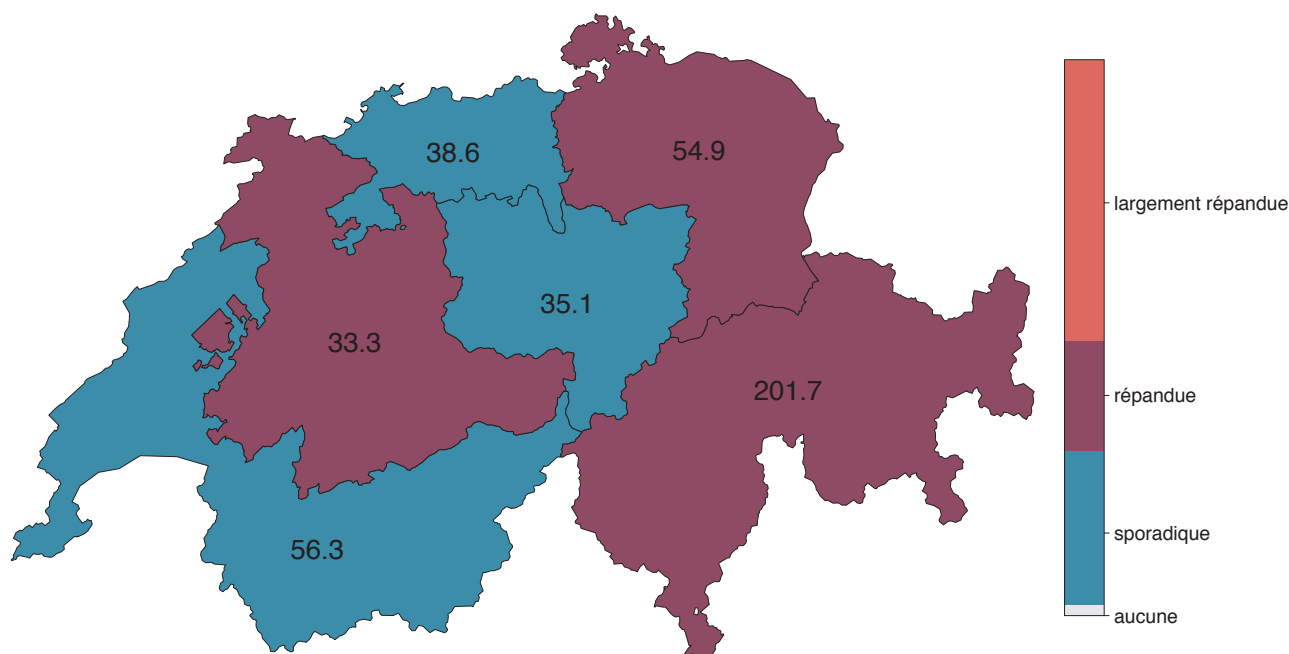 38.6
54.9
35.1
33.3
201.7
56.3
largement répandue
répandue
sporadique
aucune